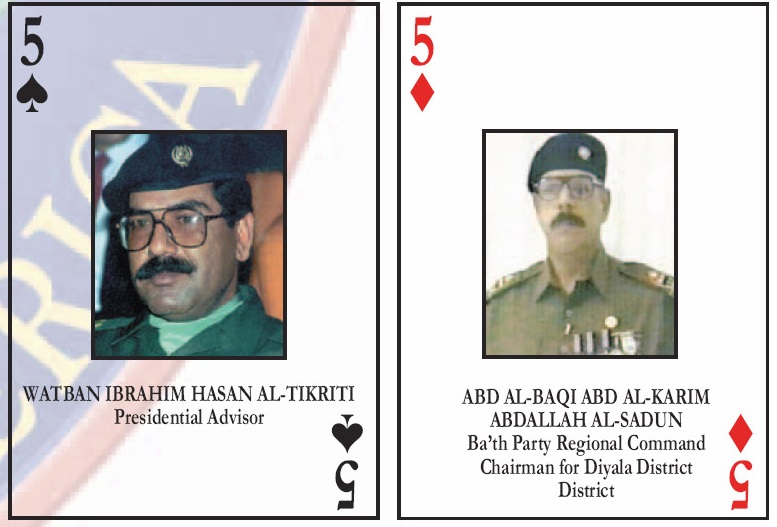 5
WATBAN IBRAHIM HASAN AL-TIKRITI
Presidential Advisor
5
5
ABD AL-BAQI ABD AL-KARIM
ABDALLAH AL-SADUN
Ba'th Party Regional Command
Chairman for Diyala District
District
5